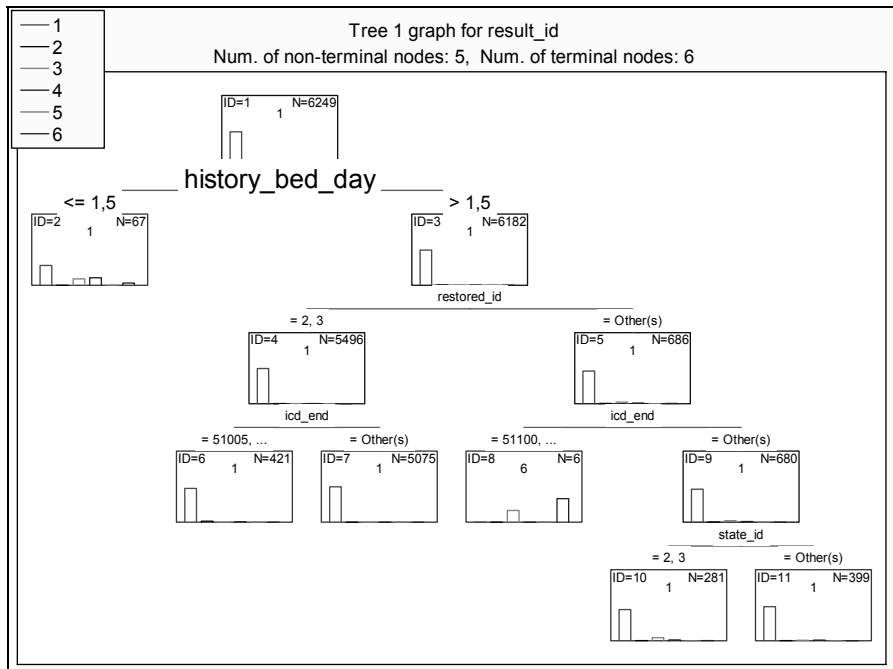 1
2
3
4
5
6
Tree 1 graph for result_id
Num. of non-terminal nodes: 5,  Num. of terminal nodes: 6
ID=1 N=6249
1
history_bed_day
<= 1,5 > 1,5
ID=2 N=67 ID=3 N=6182
1 1
restored_id
= 2, 3 = Other(s)
ID=4 N=5496 ID=5 N=686
1 1
icd_end icd_end
= 51005, ... = Other(s) = 51100, ... = Other(s)
ID=6 N=421 ID=7 N=5075 ID=8 N=6 ID=9 N=680
1 1 6 1
state_id
= 2, 3 = Other(s)
ID=10 N=281 ID=11 N=399
1 1